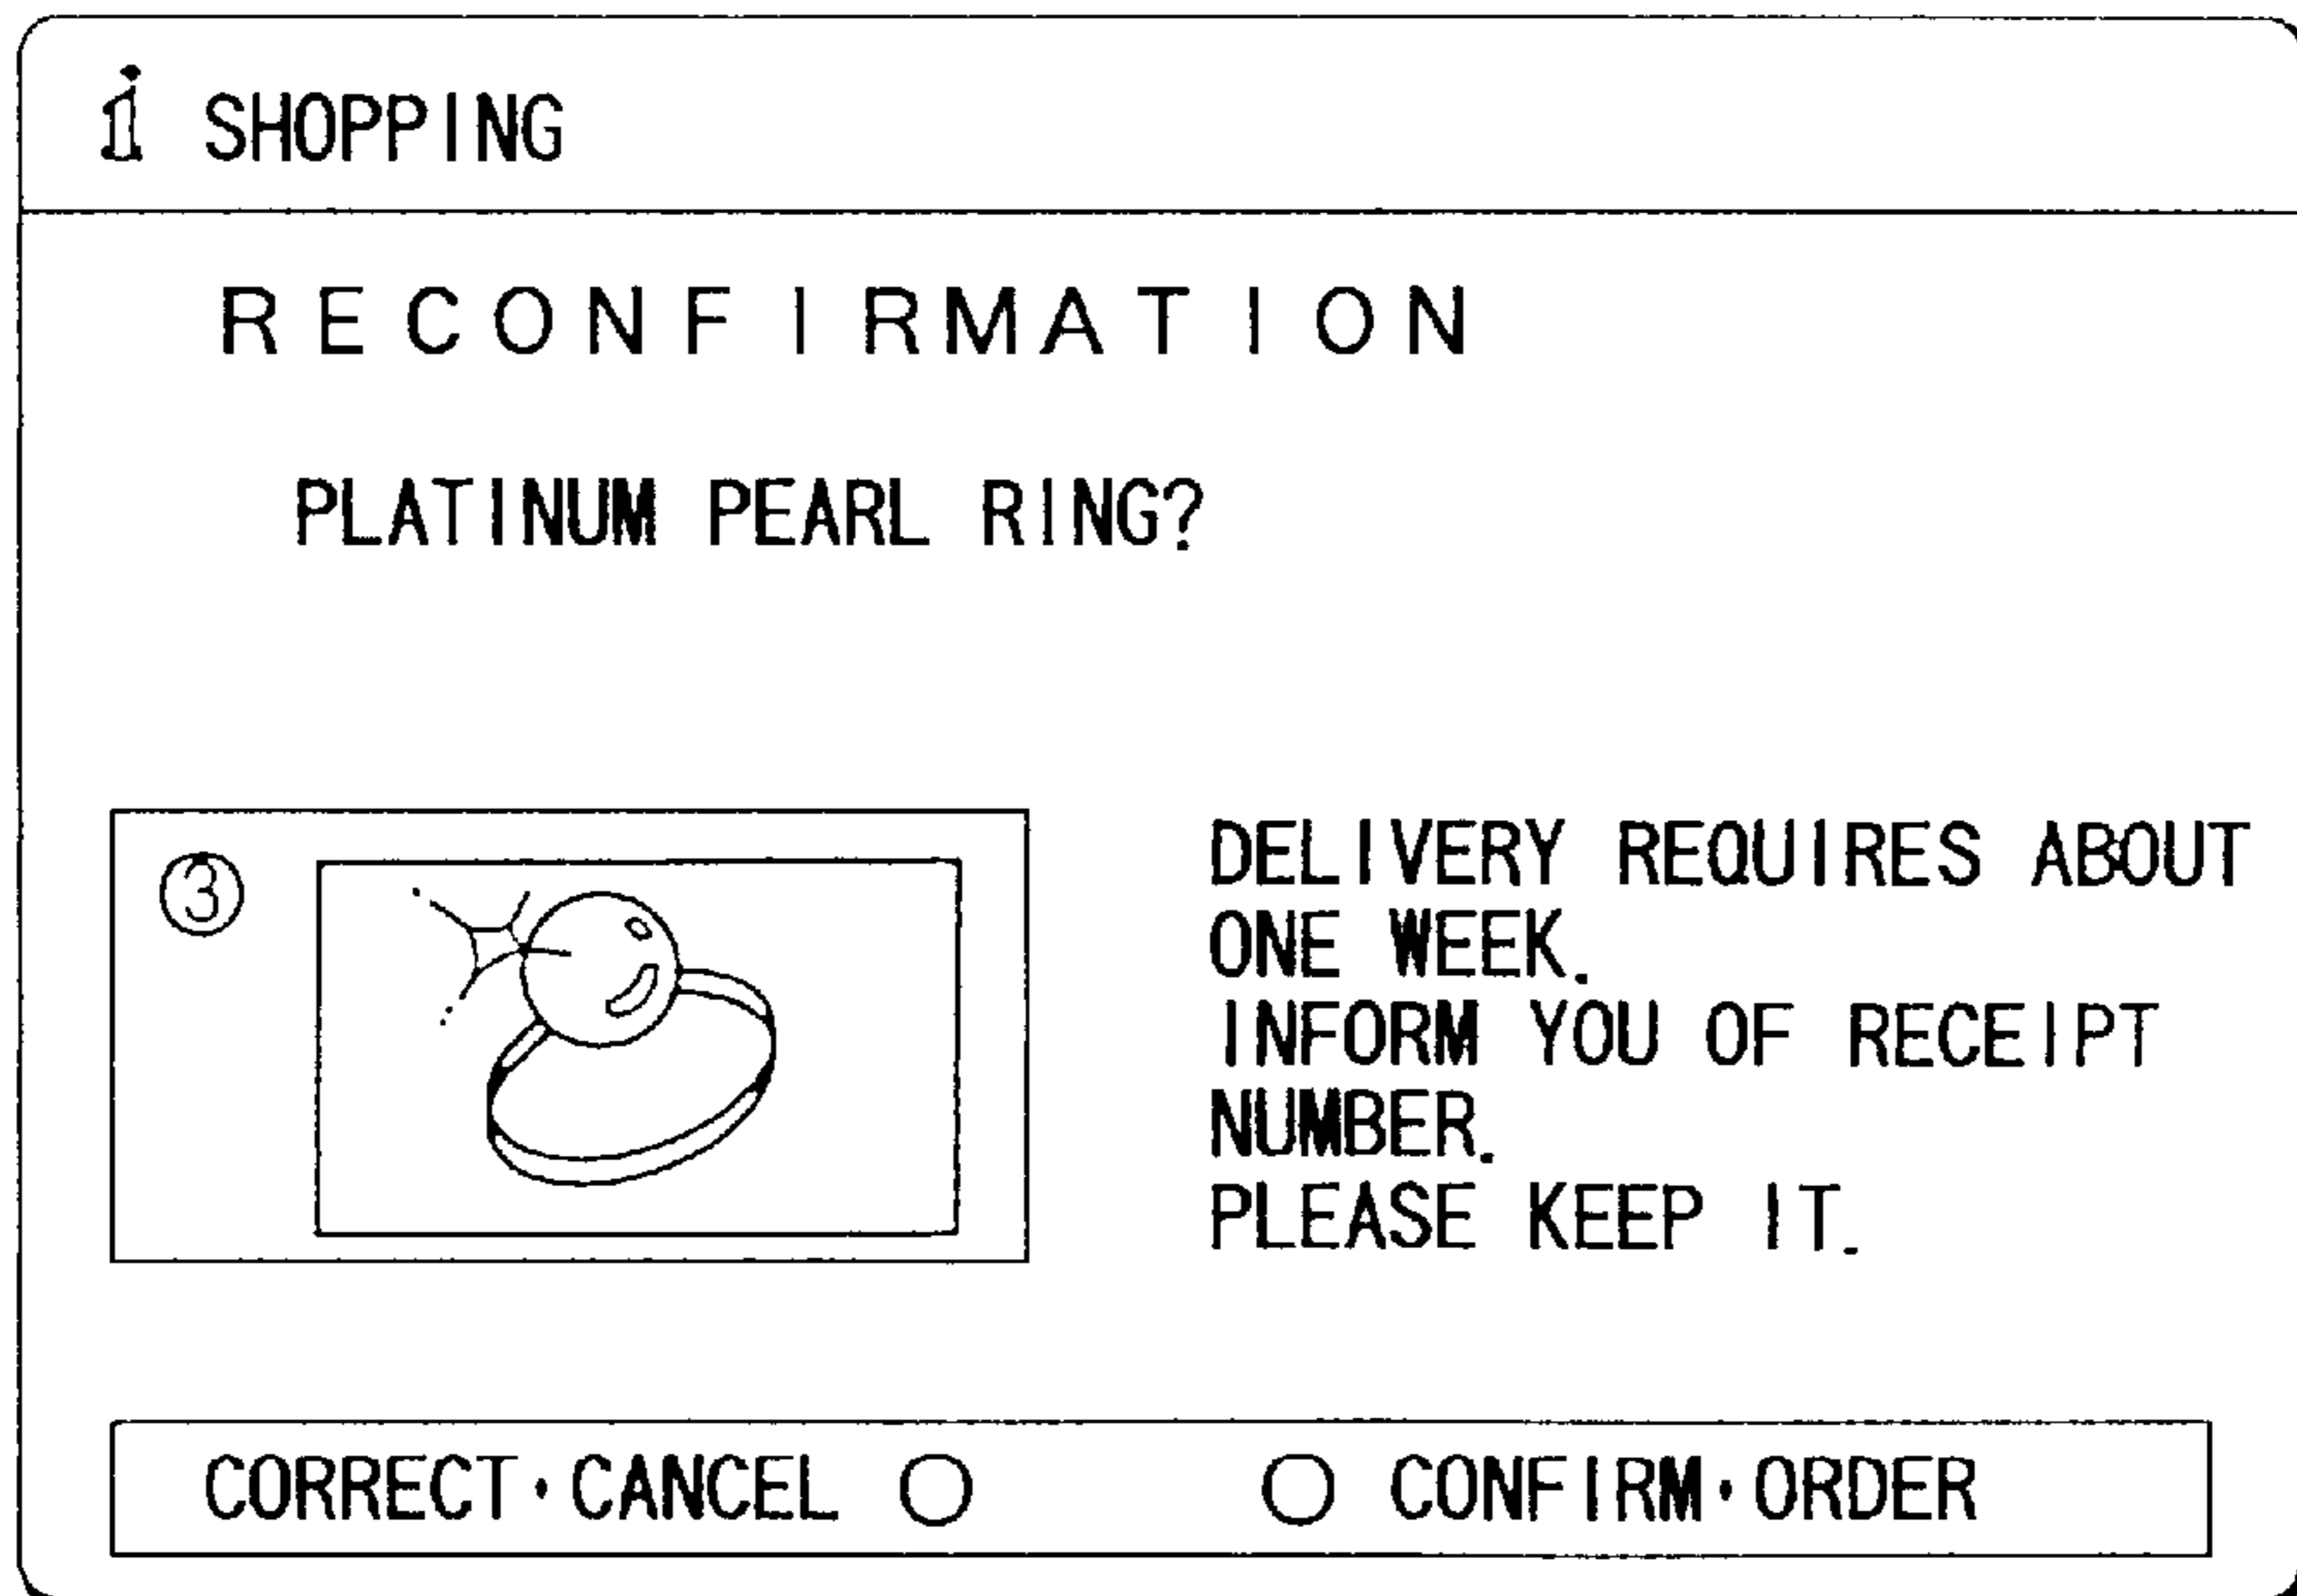 i SHOPPING
RECONFIRMATION
PLATINUM PEARL RING?
3
DELIVERY REQUIRES ABOUT
ONE WEEK.
INFORM YOU OF RECEIPT
NUMBER.
PLEASE KEEP IT.
CORRECT・CANCEL ○ ○ CONFIRM・ORDER